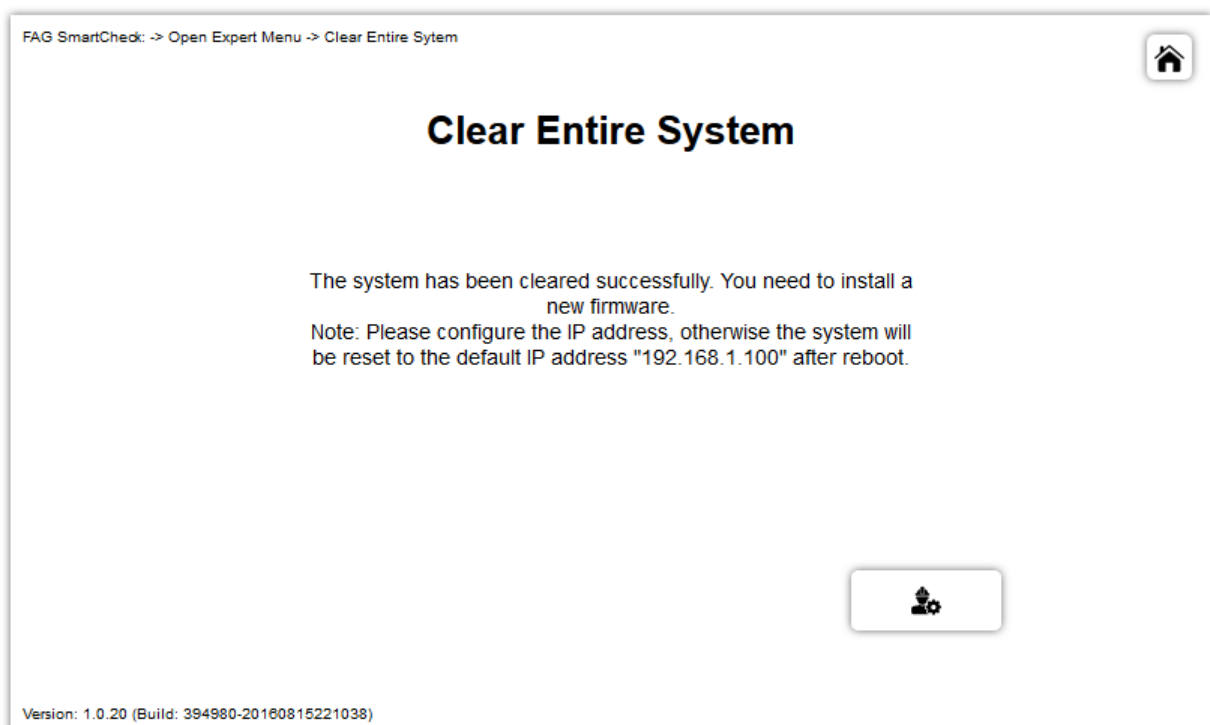 FAG SmartCheck: -> Open Expert Menu -> Clear Entire Sytem
Clear Entire System
The system has been cleared successfully. You need to install a
new firmware.
Note: Please configure the IP address, otherwise the system will
be reset to the default IP address "192.168.1.100" after reboot.
Version: 1.0.20 (Build: 394980-20160815221038)